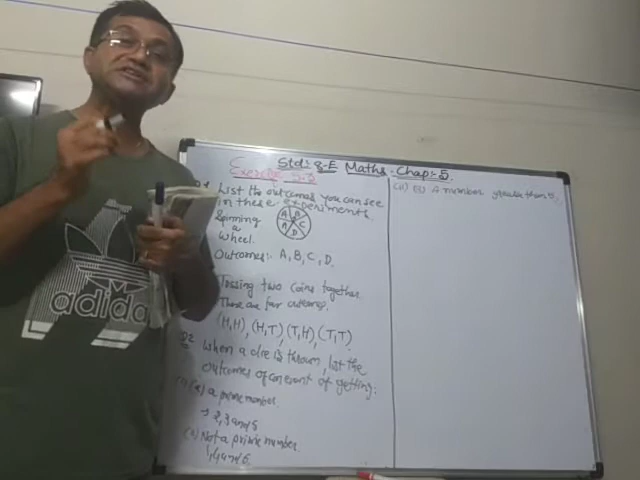 Std: 8-E Maths. Chap: 5.
Exercise 5.3
Q1 List the outcomes you can see
in these experiments.
Spinning
a
wheel.
A D
A C
B D
Outcomes:- A, B, C, D.
Tossing two coins together.
There are four outcomes.
(H,H), (H,T), (T,H), (T,T)
Q2 When a die is thrown, list the
outcomes of an event of getting:
(i) (a) a prime number.
→ 2, 3 and 5
(b) Not a prime number.
1, 4 and 6.
(ii) (a) A number greater than 5.
adidas